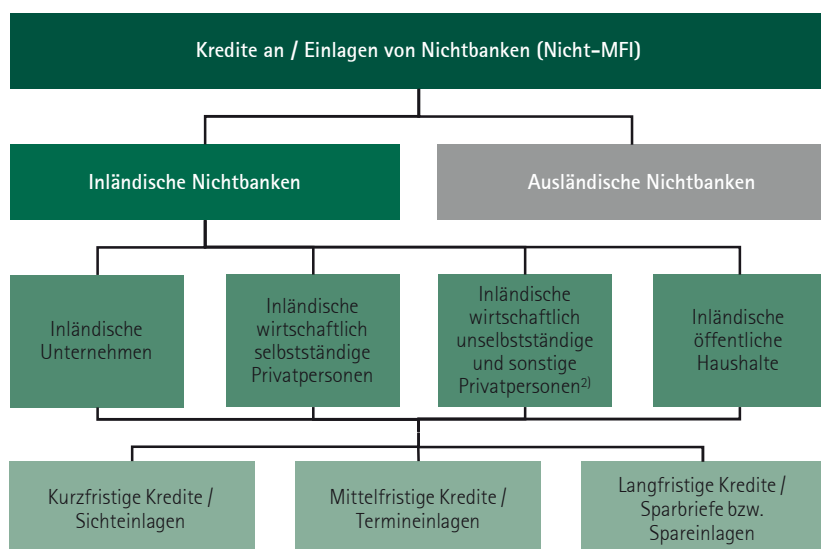 Kredite an / Einlagen von Nichtbanken (Nicht-MFI)
Inländische Nichtbanken
Ausländische Nichtbanken
Inländische
Unternehmen
Inländische
wirtschaftlich
selbstständige
Privatpersonen
Inländische
wirtschaftlich
unselbstständige
und sonstige
Privatpersonen2)
Inländische
öffentliche
Haushalte
Kurzfristige Kredite /
Sichteinlagen
Mittelfristige Kredite /
Termineinlagen
Langfristige Kredite /
Sparbriefe bzw.
Spareinlagen